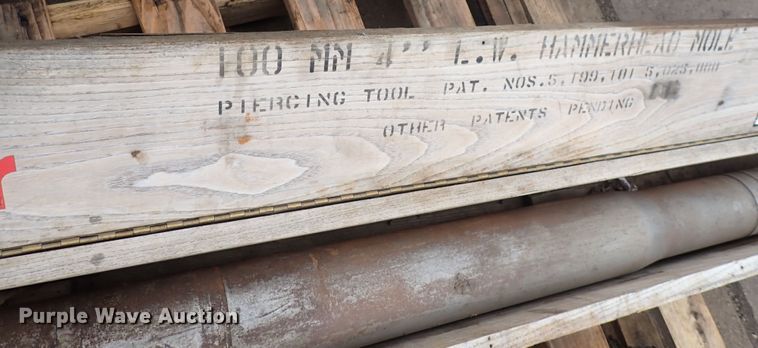 100 MM 4'' L.W. HAMMERHEAD MOLE
PIERCING TOOL PAT. NOS. 5,199,101 5,025,868
OTHER PATENTS PENDING
Purple Wave Auction